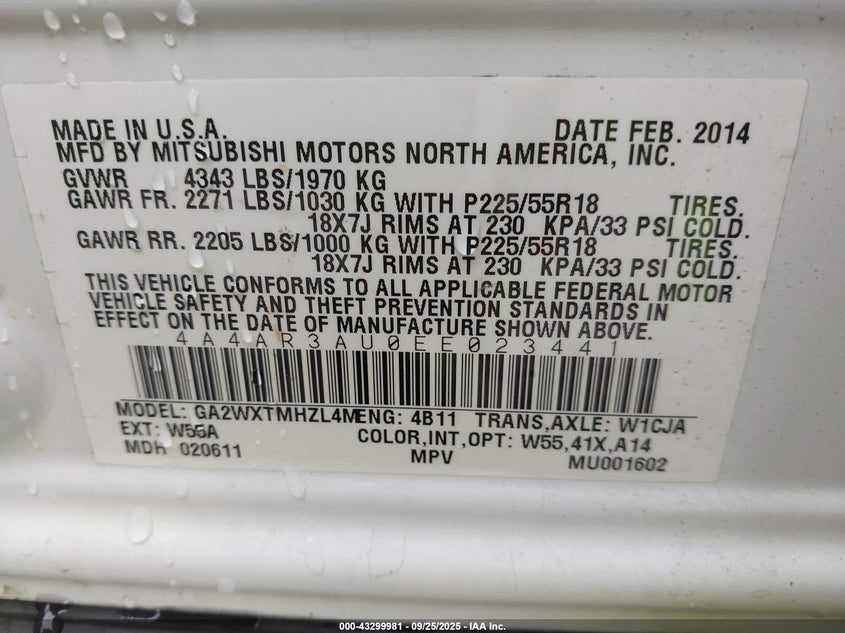 MADE IN U.S.A. DATE FEB. 2014
MFD BY MITSUBISHI MOTORS NORTH AMERICA, INC.
GVWR 4343 LBS/1970 KG
GAWR FR. 2271 LBS/1030 KG WITH P225/55R18 TIRES.
18X7J RIMS AT 230 KPA/33 PSI COLD.
GAWR RR. 2205 LBS/1000 KG WITH P225/55R18 TIRES.
18X7J RIMS AT 230 KPA/33 PSI COLD.
THIS VEHICLE CONFORMS TO ALL APPLICABLE FEDERAL MOTOR
VEHICLE SAFETY AND THEFT PREVENTION STANDARDS IN
EFFECT ON THE DATE OF MANUFACTURE SHOWN ABOVE.
4A4AR3AU0EE023441
MODEL: GA2WXTMHZL4M ENG: 4B11 TRANS,AXLE: W1CJA
EXT: W55A COLOR,INT,OPT: W55,41X,A14
MDH 020611 MPV MU001602
000-43299981 - 09/25/2025 - IAA Inc.